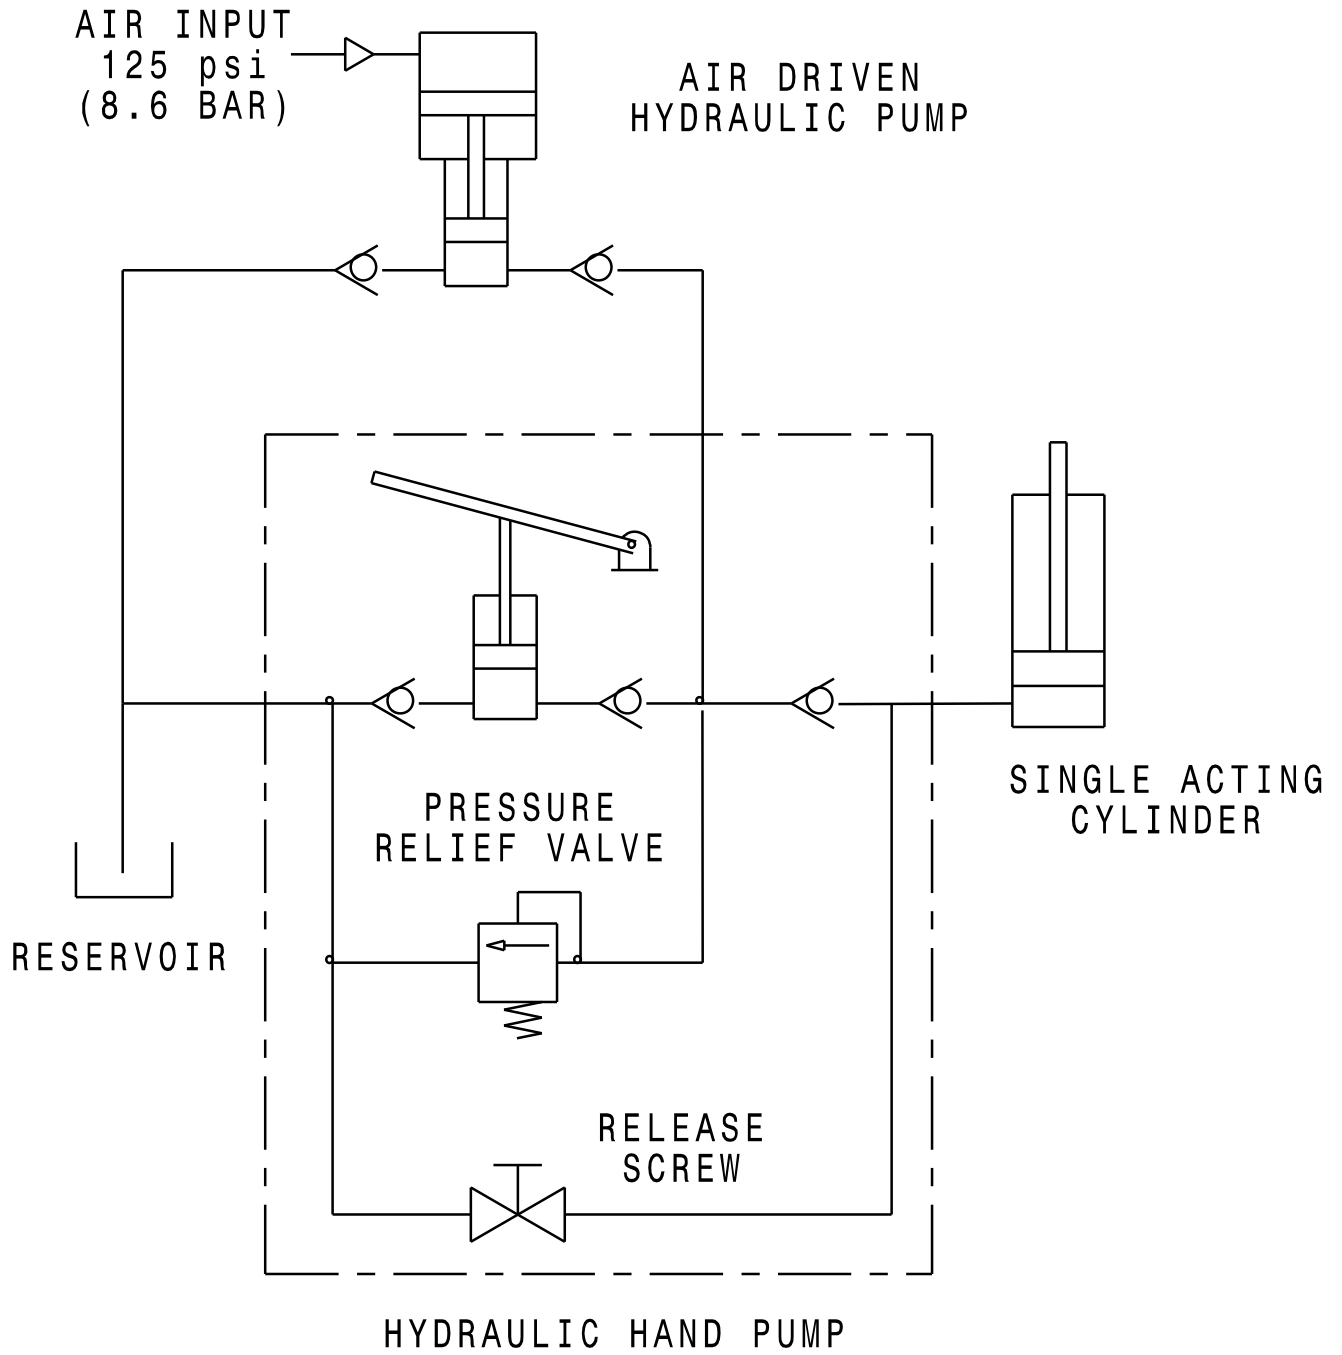 AIR INPUT
125 psi
(8.6 BAR)
AIR DRIVEN
HYDRAULIC PUMP
SINGLE ACTING
CYLINDER
PRESSURE
RELIEF VALVE
RESERVOIR
RELEASE
SCREW
HYDRAULIC HAND PUMP